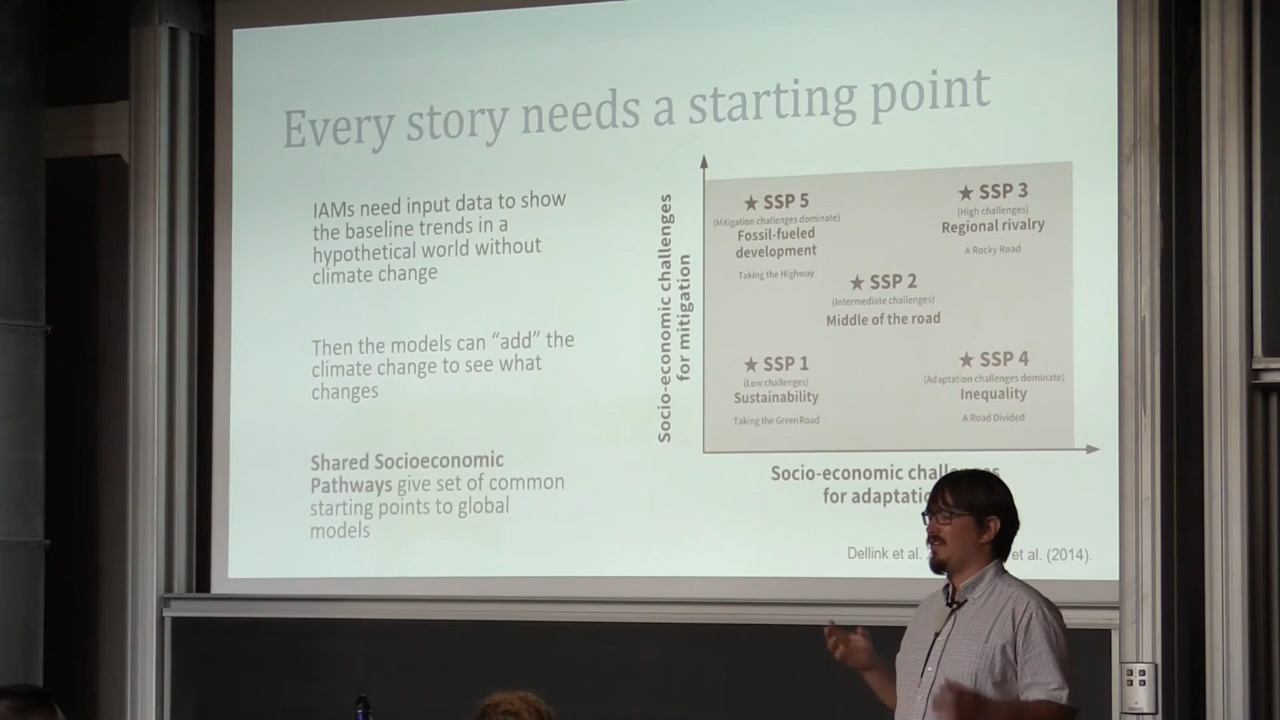 Every story needs a starting point
IAMs need input data to show
the baseline trends in a
hypothetical world without
climate change
Then the models can “add” the
climate change to see what
changes
Shared Socioeconomic
Pathways give set of common
starting points to global
models
Socio-economic challenges
for mitigation
★ SSP 5
(Mitigation challenges dominate)
Fossil-fueled
development
Taking the Highway
★ SSP 3
(High challenges)
Regional rivalry
A Rocky Road
★ SSP 2
(Intermediate challenges)
Middle of the road
★ SSP 1
(Low challenges)
Sustainability
Taking the Green Road
★ SSP 4
(Adaptation challenges dominate)
Inequality
A Road Divided
Socio-economic challenges
for adaptatio
Dellink et al. et al. (2014).